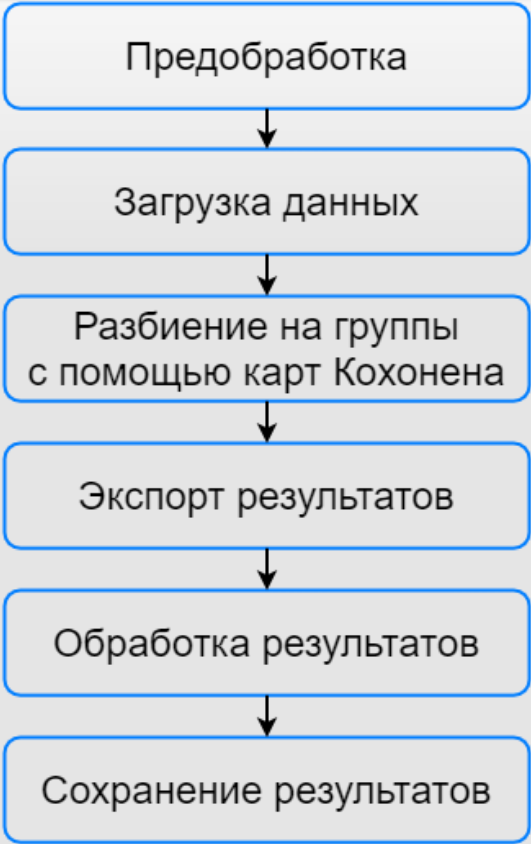 Предобработка
Загрузка данных
Разбиение на группы
с помощью карт Кохонена
Экспорт результатов
Обработка результатов
Сохранение результатов